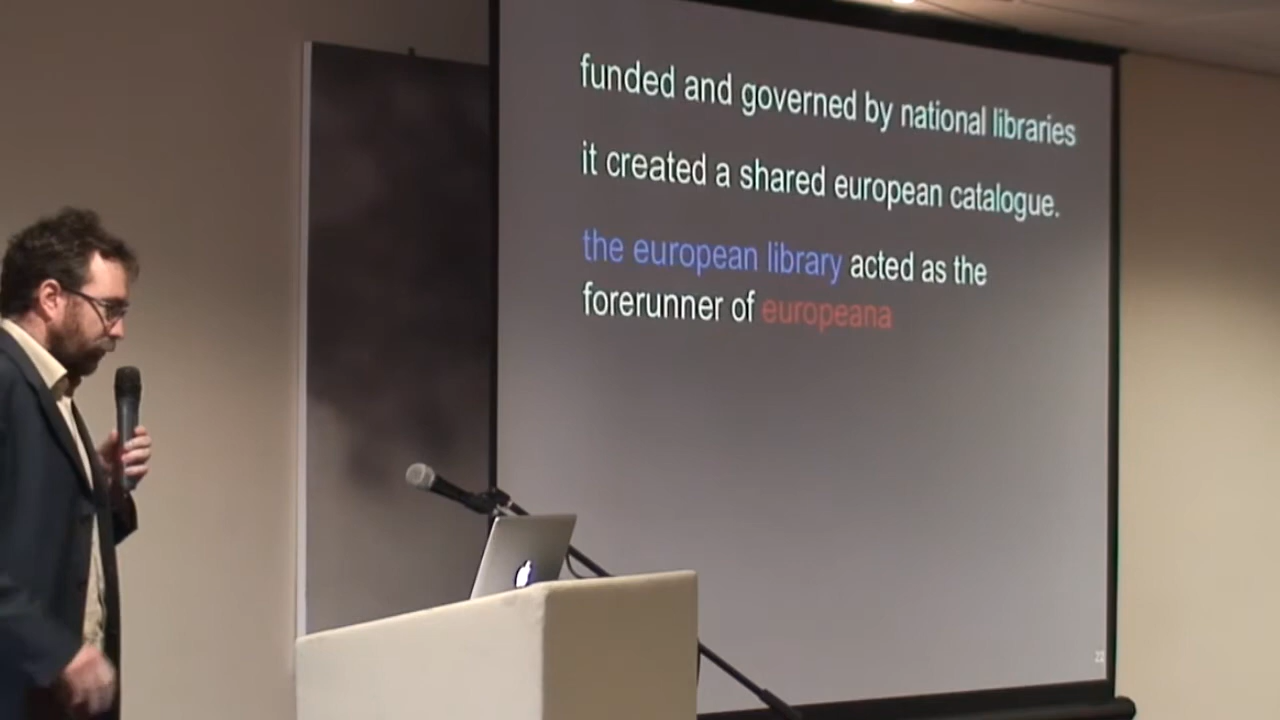 funded and governed by national libraries
it created a shared european catalogue.
the european library acted as the
forerunner of europeana